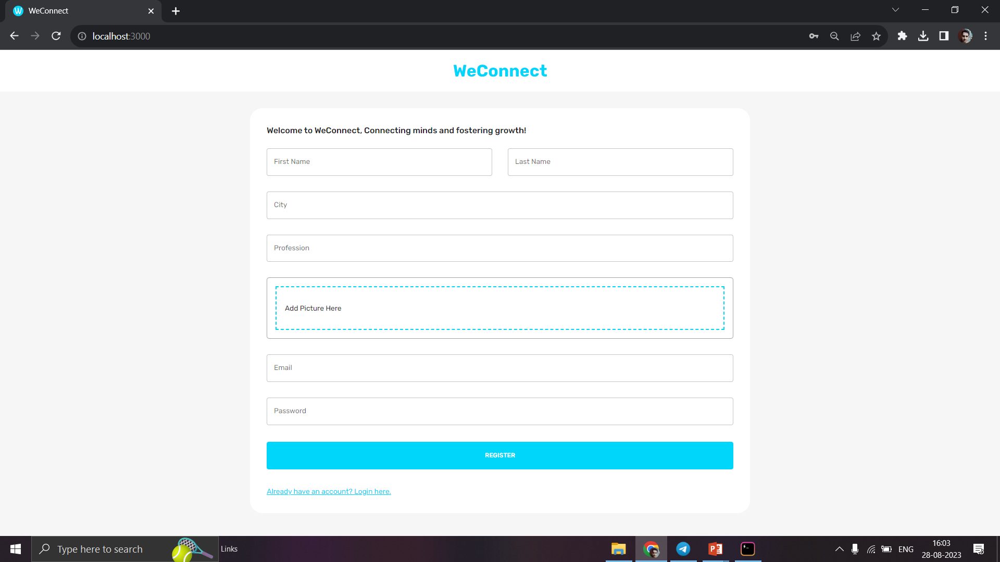 WeConnect
localhost:3000
WeConnect
Welcome to WeConnect, Connecting minds and fostering growth!
First Name
Last Name
City
Profession
Add Picture Here
Email
Password
REGISTER
Already have an account? Login here.
Type here to search
Links
ENG
16:03
28-08-2023